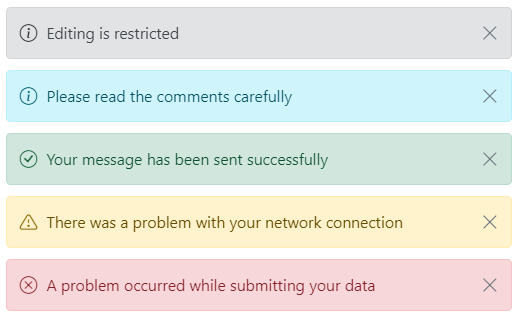 Editing is restricted
Please read the comments carefully
Your message has been sent successfully
There was a problem with your network connection
A problem occurred while submitting your data